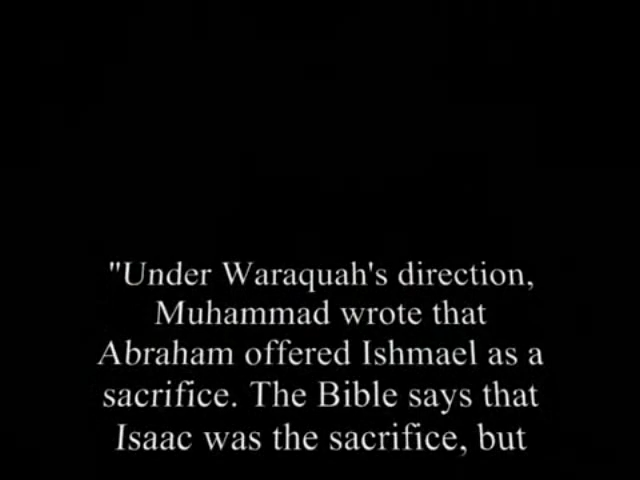 "Under Waraquah's direction,
Muhammad wrote that
Abraham offered Ishmael as a
sacrifice. The Bible says that
Isaac was the sacrifice, but